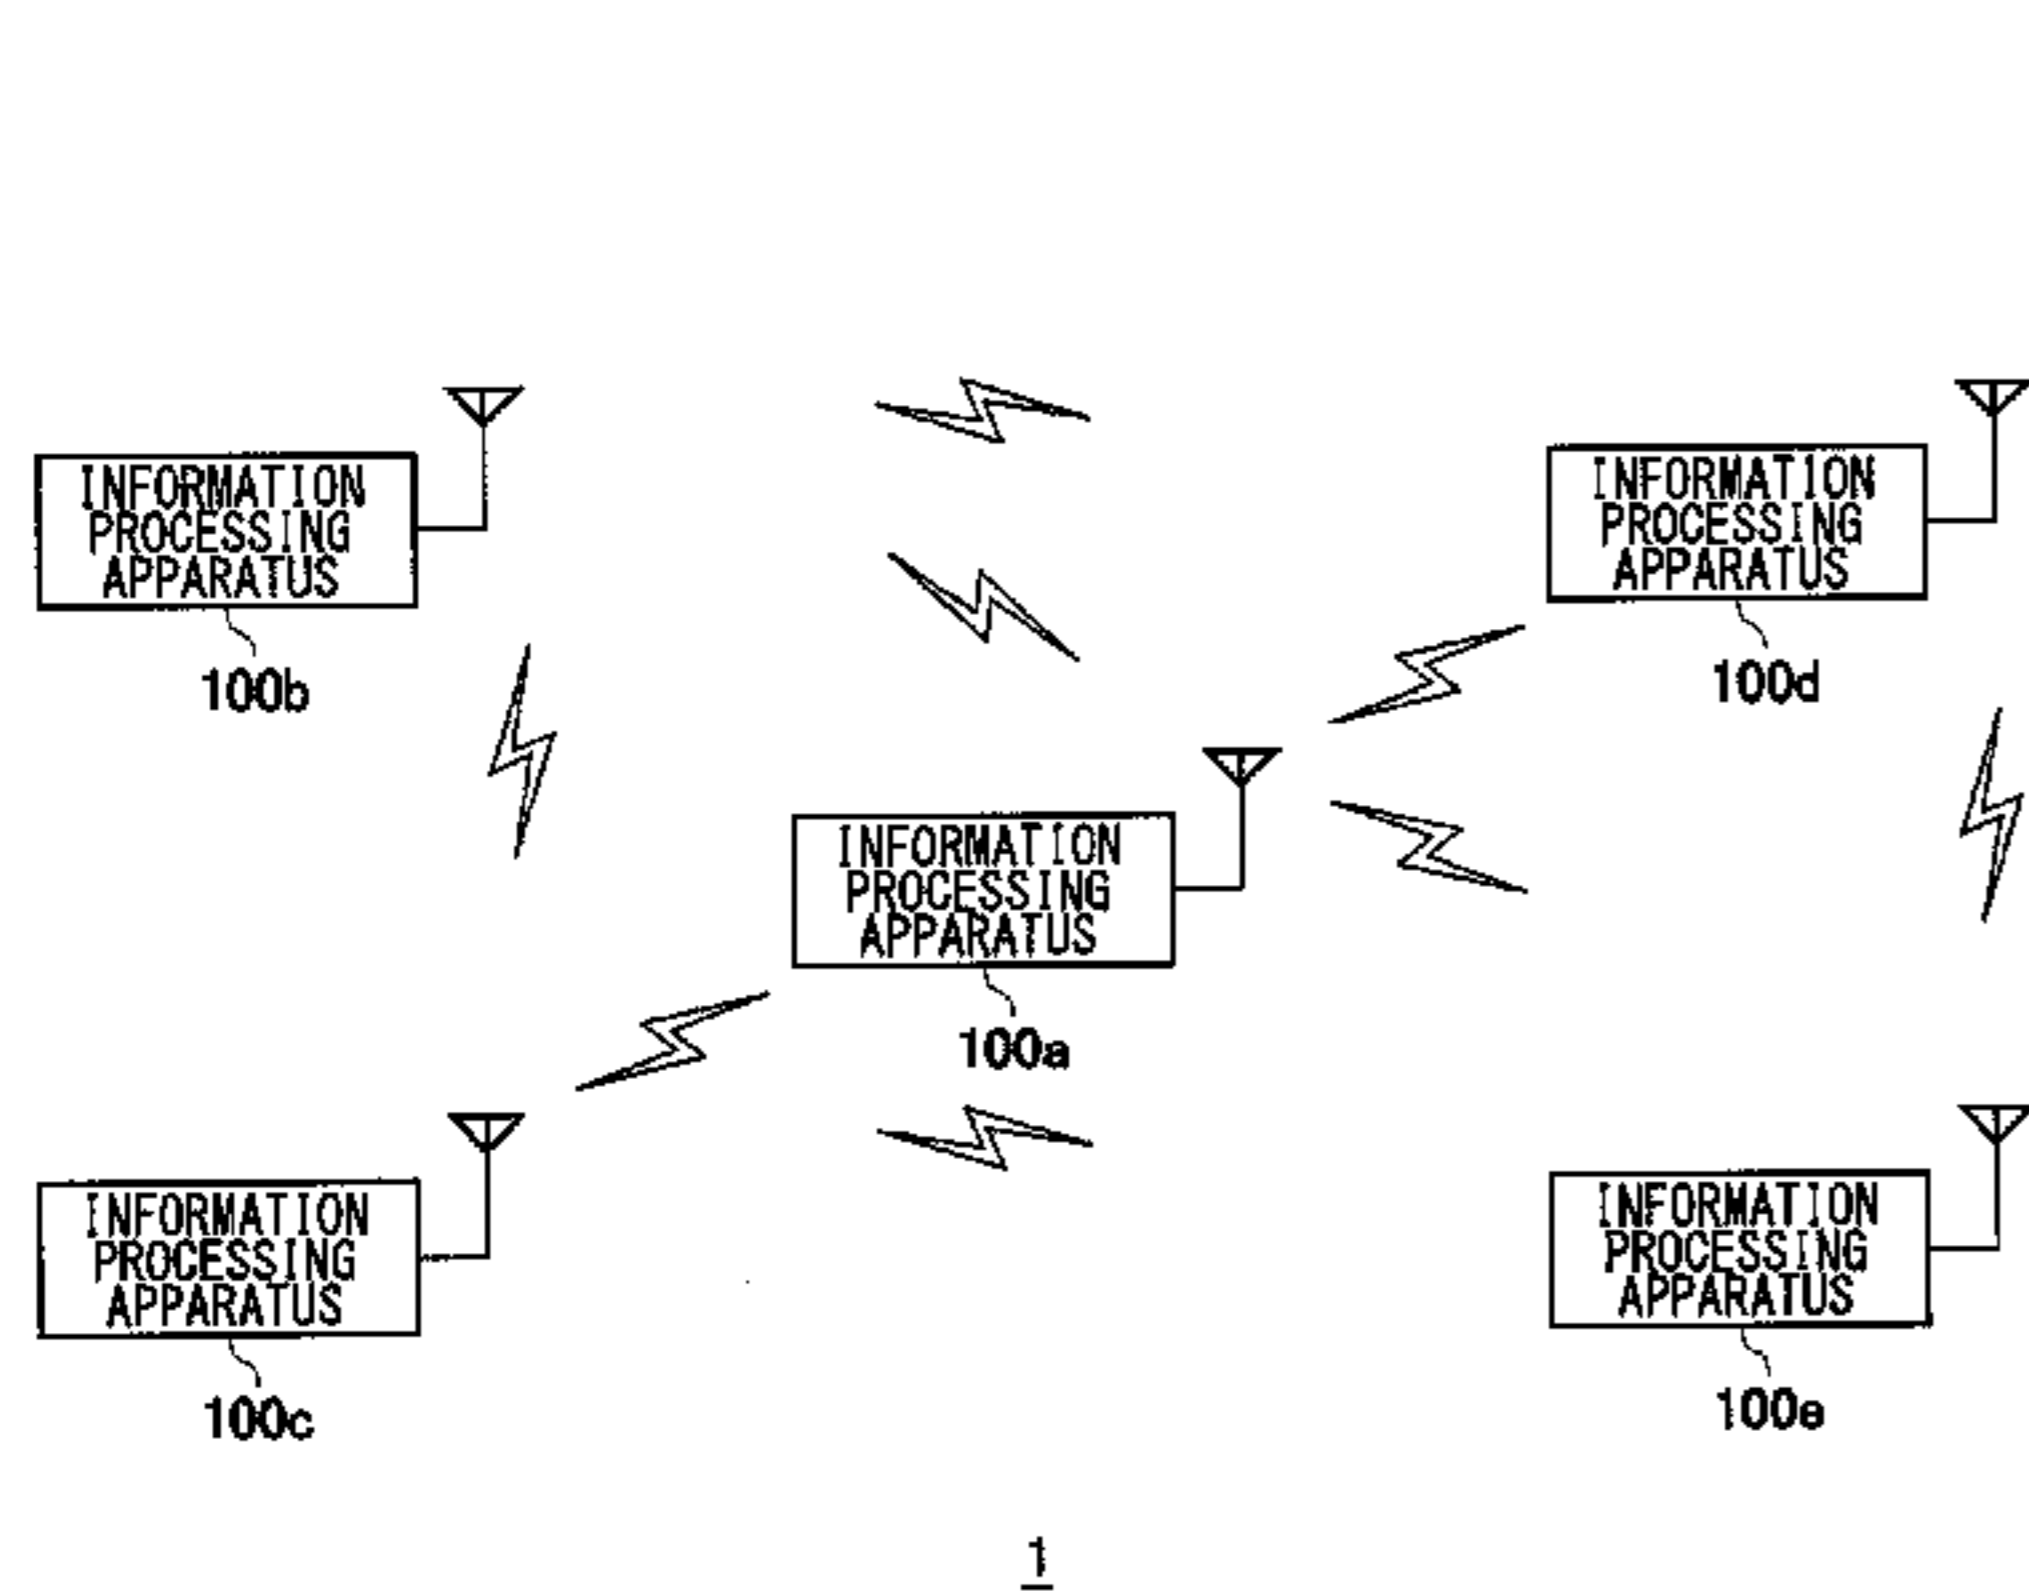 INFORMATION
PROCESSING
APPARATUS
100b
INFORMATION
PROCESSING
APPARATUS
100d
INFORMATION
PROCESSING
APPARATUS
100a
INFORMATION
PROCESSING
APPARATUS
100c
INFORMATION
PROCESSING
APPARATUS
100e
1